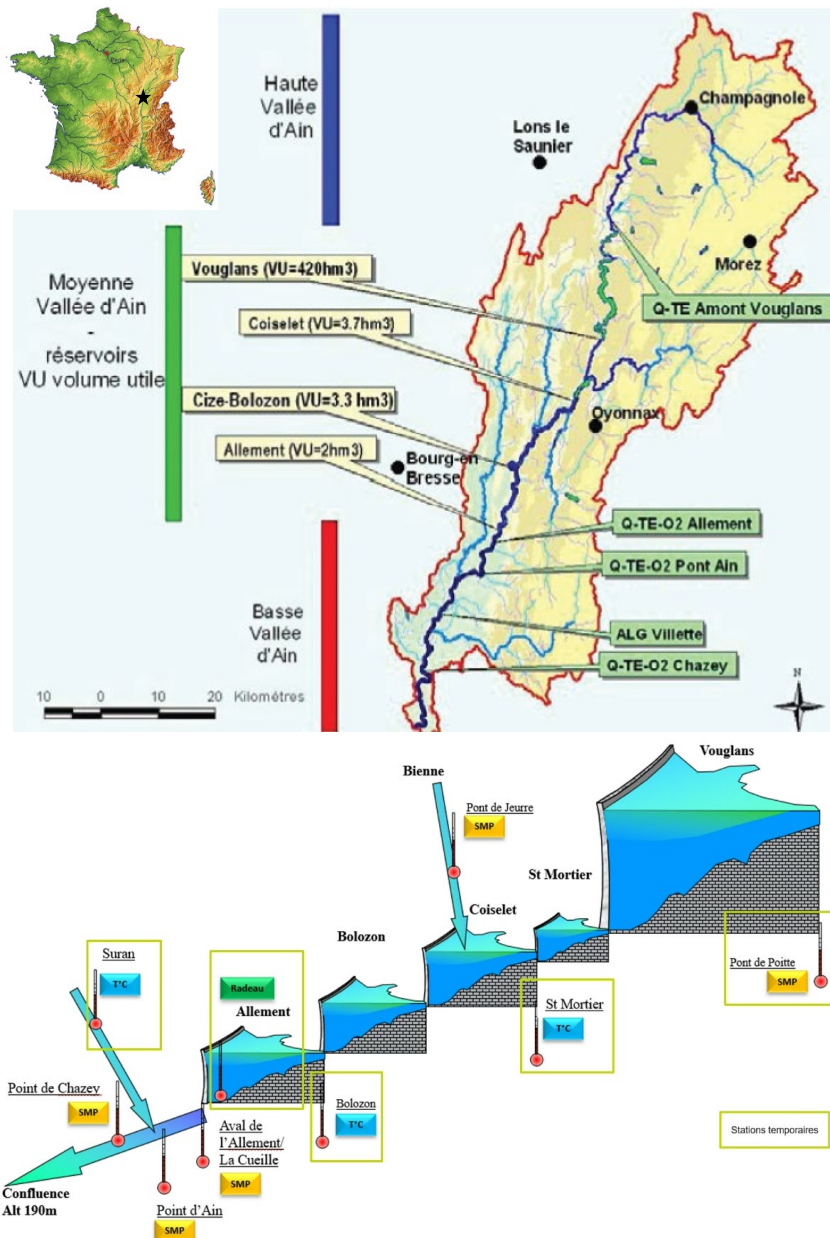 Paris
Haute
Vallée
d'Ain
Champagnole
Lons le
Saunier
Morez
Vouglans (VU=420hm3)
Q-TE Amont Vouglans
Moyenne
Vallée d'Ain
-
réservoirs
VU volume utile
Coiselet (VU=3.7hm3)
Cize-Bolozon (VU=3.3 hm3)
Oyonnax
Allement (VU=2hm3)
Bourg-en
Bresse
Q-TE-O2 Allement
Q-TE-O2 Pont Ain
Basse
Vallée
d'Ain
ALG Villette
Q-TE-O2 Chazey
10 0 10 20 Kilométres
N
Vouglans
Bienne
Pont de Jeurre
SMP
St Mortier
Coiselet
Bolozon
Suran
T°C
Radeau
Allement
Pont de Poitte
SMP
St Mortier
T°C
Point de Chazey
SMP
Aval de
l'Allement/
La Cueille
SMP
Bolozon
T°C
Stations temporaires
Confluence
Alt 190m
Point d'Ain
SMP